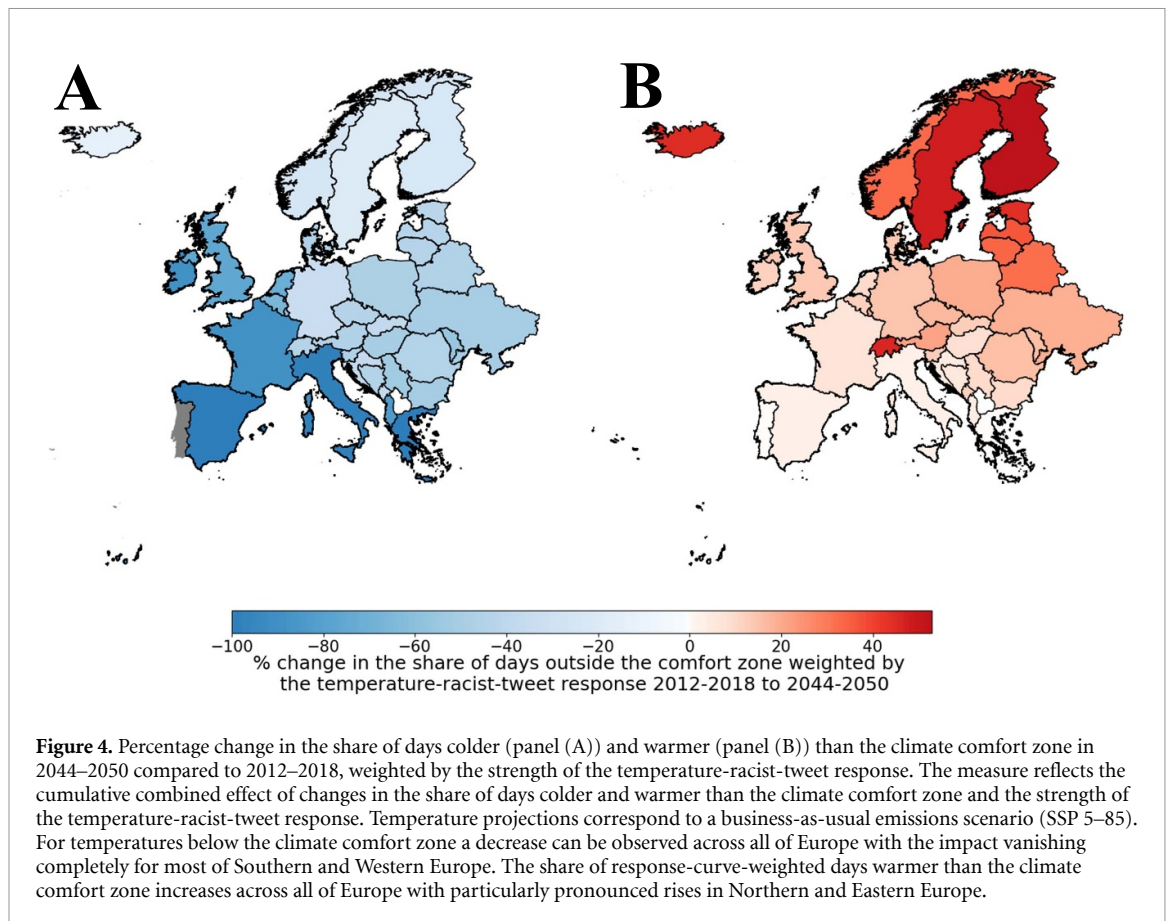 A
B
−100
−80
−60
−40
−20
0
20
40
% change in the share of days outside the comfort zone weighted by
the temperature-racist-tweet response 2012-2018 to 2044-2050
Figure 4. Percentage change in the share of days colder (panel (A)) and warmer (panel (B)) than the climate comfort zone in
2044–2050 compared to 2012–2018, weighted by the strength of the temperature-racist-tweet response. The measure reflects the
cumulative combined effect of changes in the share of days colder and warmer than the climate comfort zone and the strength of
the temperature-racist-tweet response. Temperature projections correspond to a business-as-usual emissions scenario (SSP 5–85).
For temperatures below the climate comfort zone a decrease can be observed across all of Europe with the impact vanishing
completely for most of Southern and Western Europe. The share of response-curve-weighted days warmer than the climate
comfort zone increases across all of Europe with particularly pronounced rises in Northern and Eastern Europe.